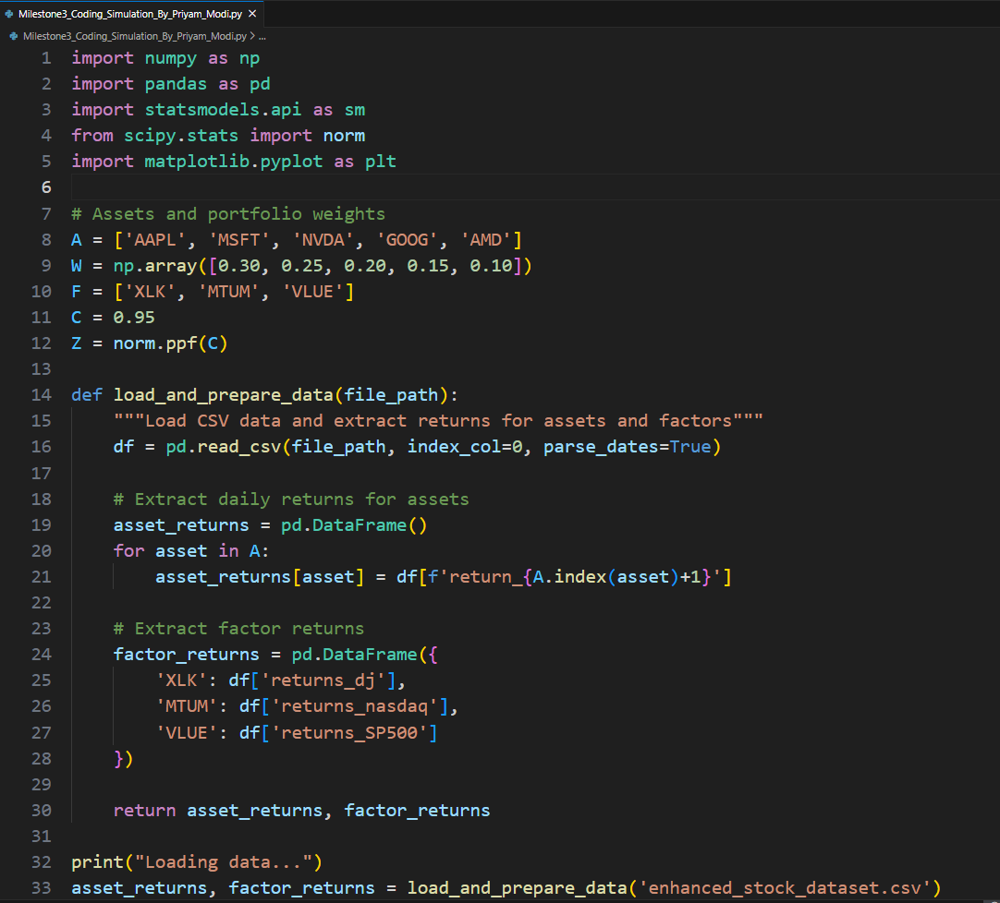 Milestone3_Coding_Simulation_By_Priyam_Modi.py ×
Milestone3_Coding_Simulation_By_Priyam_Modi.py > ...
1 import numpy as np
2 import pandas as pd
3 import statsmodels.api as sm
4 from scipy.stats import norm
5 import matplotlib.pyplot as plt
6
7 # Assets and portfolio weights
8 A = ['AAPL', 'MSFT', 'NVDA', 'GOOG', 'AMD']
9 W = np.array([0.30, 0.25, 0.20, 0.15, 0.10])
10 F = ['XLK', 'MTUM', 'VLUE']
11 C = 0.95
12 Z = norm.ppf(C)
13
14 def load_and_prepare_data(file_path):
15     """Load CSV data and extract returns for assets and factors"""
16     df = pd.read_csv(file_path, index_col=0, parse_dates=True)
17
18     # Extract daily returns for assets
19     asset_returns = pd.DataFrame()
20     for asset in A:
21         asset_returns[asset] = df[f'return_{A.index(asset)+1}']
22
23     # Extract factor returns
24     factor_returns = pd.DataFrame({
25         'XLK': df['returns_dj'],
26         'MTUM': df['returns_nasdaq'],
27         'VLUE': df['returns_SP500']
28     })
29
30     return asset_returns, factor_returns
31
32 print("Loading data...")
33 asset_returns, factor_returns = load_and_prepare_data('enhanced_stock_dataset.csv')